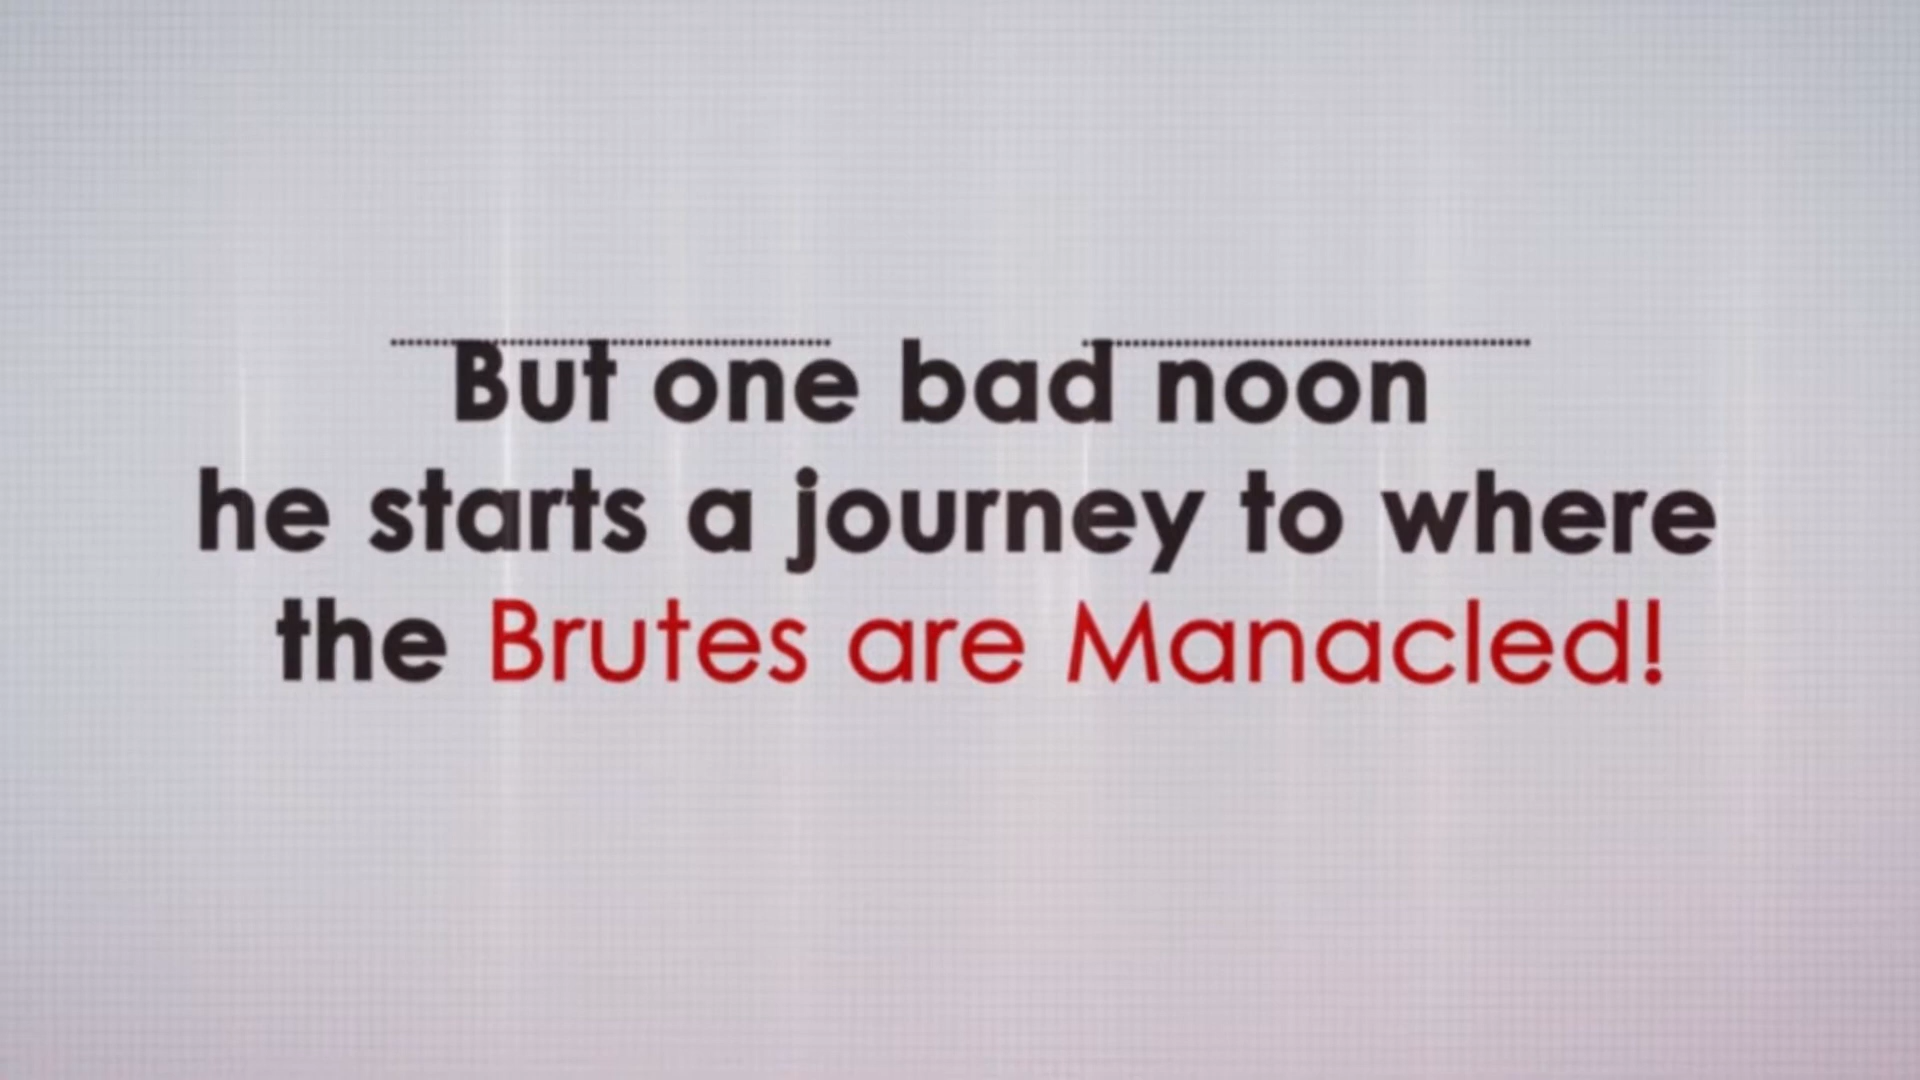 But one bad noon
he starts a journey to where
the Brutes are Manacled!